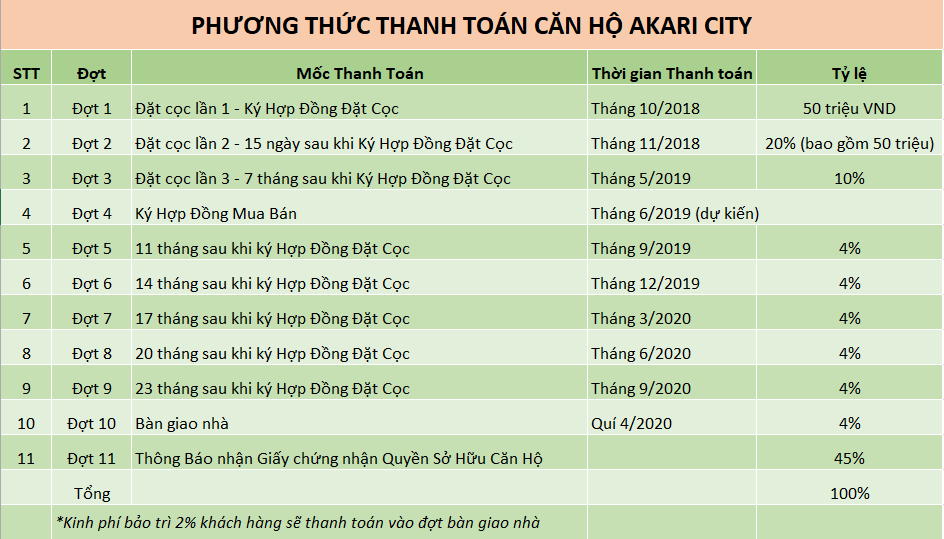 PHƯƠNG THỨC THANH TOÁN CĂN HỘ AKARI CITY
STT Đợt Mốc Thanh Toán Thời gian Thanh toán Tỷ lệ
1 Đợt 1 Đặt cọc lần 1 - Ký Hợp Đồng Đặt Cọc Tháng 10/2018 50 triệu VND
2 Đợt 2 Đặt cọc lần 2 - 15 ngày sau khi Ký Hợp Đồng Đặt Cọc Tháng 11/2018 20% (bao gồm 50 triệu)
3 Đợt 3 Đặt cọc lần 3 - 7 tháng sau khi Ký Hợp Đồng Đặt Cọc Tháng 5/2019 10%
4 Đợt 4 Ký Hợp Đồng Mua Bán Tháng 6/2019 (dự kiến)
5 Đợt 5 11 tháng sau khi ký Hợp Đồng Đặt Cọc Tháng 9/2019 4%
6 Đợt 6 14 tháng sau khi ký Hợp Đồng Đặt Cọc Tháng 12/2019 4%
7 Đợt 7 17 tháng sau khi ký Hợp Đồng Đặt Cọc Tháng 3/2020 4%
8 Đợt 8 20 tháng sau khi ký Hợp Đồng Đặt Cọc Tháng 6/2020 4%
9 Đợt 9 23 tháng sau khi ký Hợp Đồng Đặt Cọc Tháng 9/2020 4%
10 Đợt 10 Bàn giao nhà Quí 4/2020 4%
11 Đợt 11 Thông Báo nhận Giấy chứng nhận Quyền Sở Hữu Căn Hộ 45%
Tổng 100%
*Kinh phí bảo trì 2% khách hàng sẽ thanh toán vào đợt bàn giao nhà